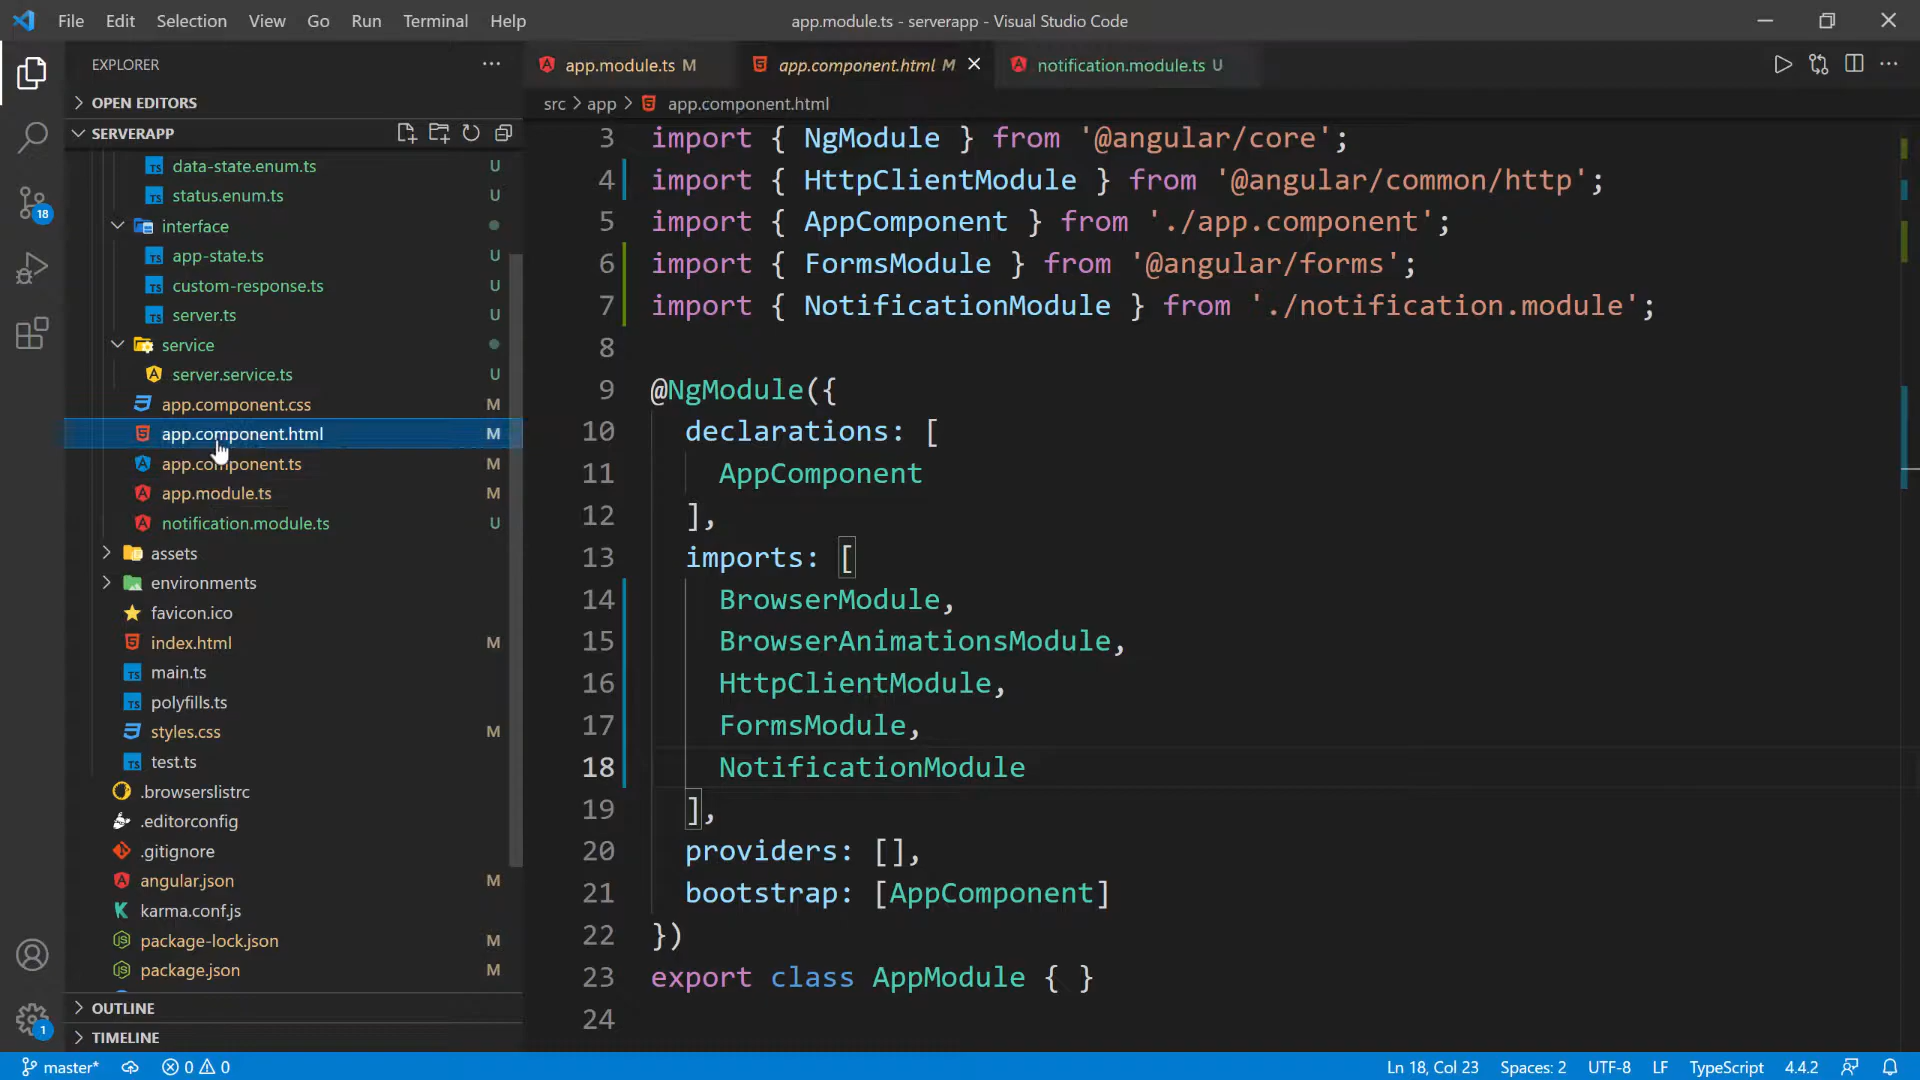 File Edit Selection View Go Run Terminal Help
app.module.ts - serverapp - Visual Studio Code
EXPLORER
OPEN EDITORS
SERVERAPP
data-state.enum.ts U
status.enum.ts U
interface
app-state.ts U
custom-response.ts U
server.ts U
service
server.service.ts U
app.component.css M
app.component.html M
app.component.ts M
app.module.ts M
notification.module.ts U
assets
environments
favicon.ico
index.html M
main.ts
polyfills.ts
styles.css M
test.ts
.browserslistrc
.editorconfig
.gitignore
angular.json M
karma.conf.js
package-lock.json M
package.json M
OUTLINE
TIMELINE
18
1
app.module.ts M
app.component.html M
notification.module.ts U
src > app > app.component.html
3 import { NgModule } from '@angular/core';
4 import { HttpClientModule } from '@angular/common/http';
5 import { AppComponent } from './app.component';
6 import { FormsModule } from '@angular/forms';
7 import { NotificationModule } from './notification.module';
8
9 @NgModule({
10 declarations: [
11 AppComponent
12 ],
13 imports: [
14 BrowserModule,
15 BrowserAnimationsModule,
16 HttpClientModule,
17 FormsModule,
18 NotificationModule
19 ],
20 providers: [],
21 bootstrap: [AppComponent]
22 })
23 export class AppModule { }
24
master* 0 0
Ln 18, Col 23 Spaces: 2 UTF-8 LF TypeScript 4.4.2